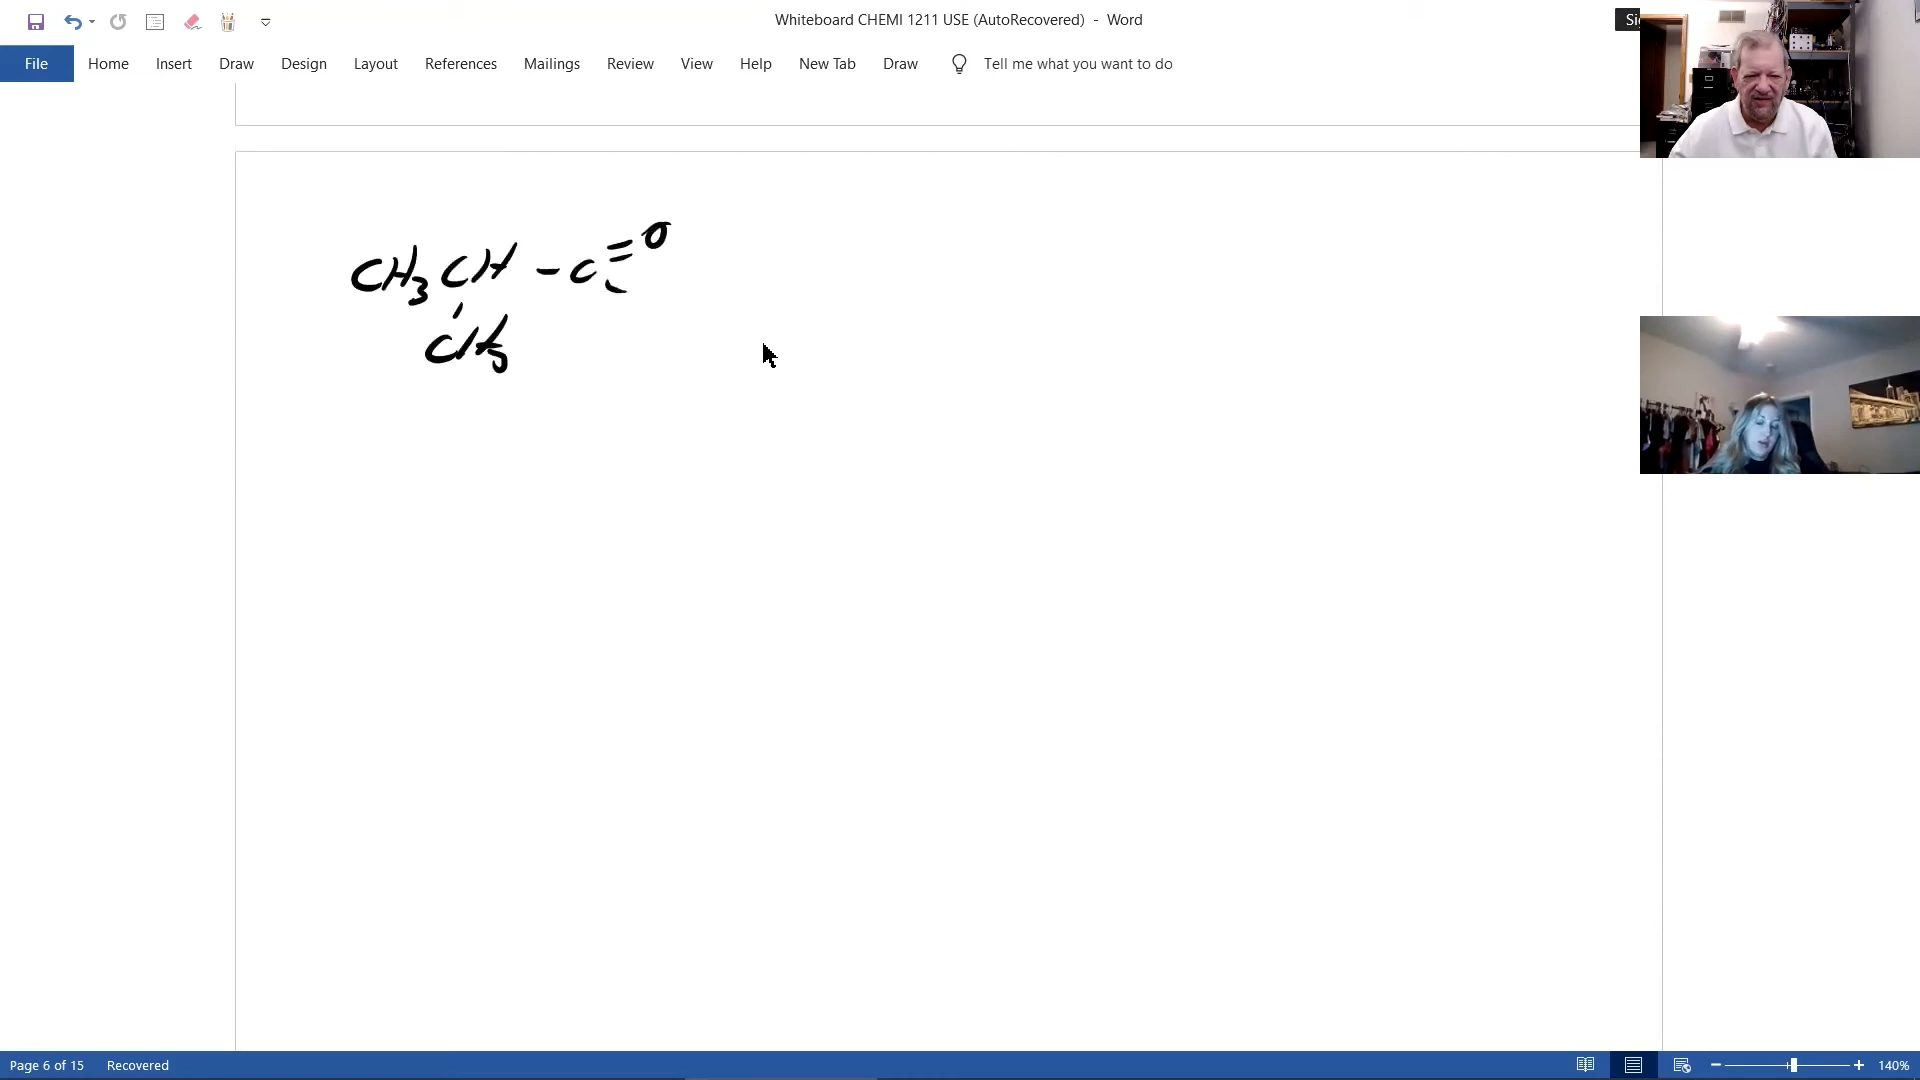 Whiteboard CHEMI 1211 USE (AutoRecovered) - Word
File Home Insert Draw Design Layout References Mailings Review View Help New Tab Draw Tell me what you want to do
CH3CH-C=O
CH3
Page 6 of 15 Recovered 140%